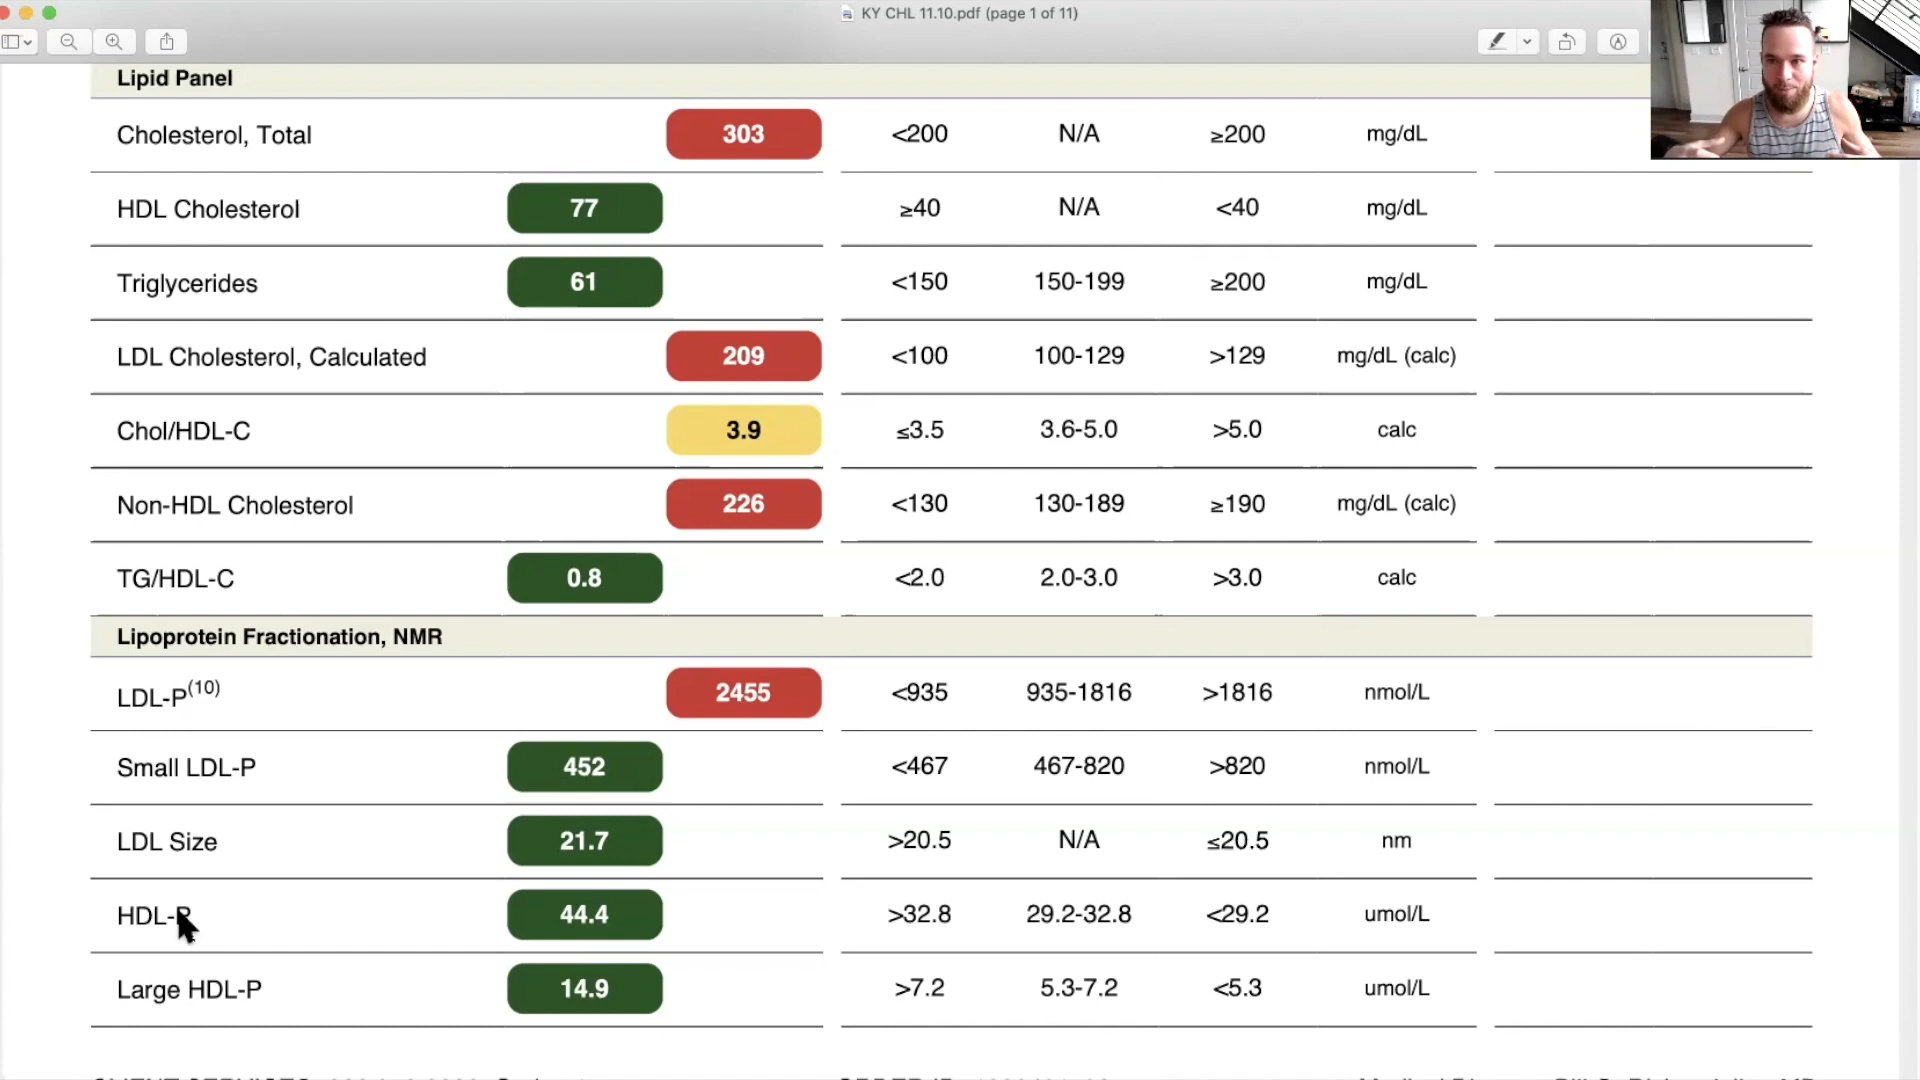 KY CHL 11.10.pdf (page 1 of 11)
Lipid Panel
Cholesterol, Total 303 <200 N/A ≥200 mg/dL
HDL Cholesterol 77 ≥40 N/A <40 mg/dL
Triglycerides 61 <150 150-199 ≥200 mg/dL
LDL Cholesterol, Calculated 209 <100 100-129 >129 mg/dL (calc)
Chol/HDL-C 3.9 ≤3.5 3.6-5.0 >5.0 calc
Non-HDL Cholesterol 226 <130 130-189 ≥190 mg/dL (calc)
TG/HDL-C 0.8 <2.0 2.0-3.0 >3.0 calc
Lipoprotein Fractionation, NMR
LDL-P(10) 2455 <935 935-1816 >1816 nmol/L
Small LDL-P 452 <467 467-820 >820 nmol/L
LDL Size 21.7 >20.5 N/A ≤20.5 nm
HDL-P 44.4 >32.8 29.2-32.8 <29.2 umol/L
Large HDL-P 14.9 >7.2 5.3-7.2 <5.3 umol/L